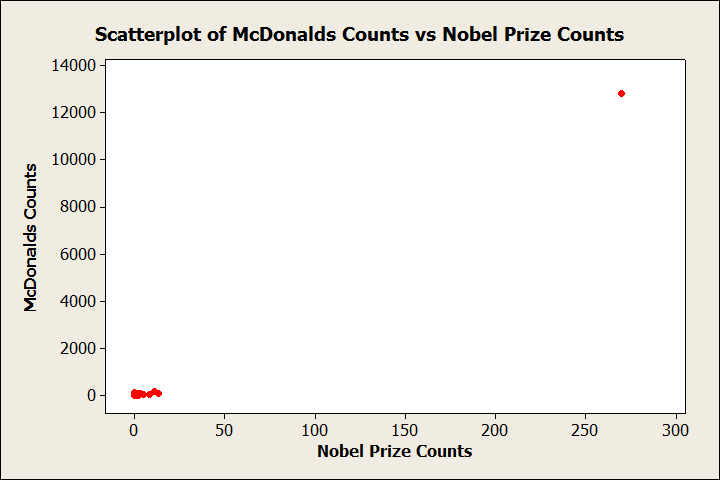 Scatterplot of McDonalds Counts vs Nobel Prize Counts
14000
12000
10000
8000
6000
4000
2000
0
McDonalds Counts
0 50 100 150 200 250 300
Nobel Prize Counts